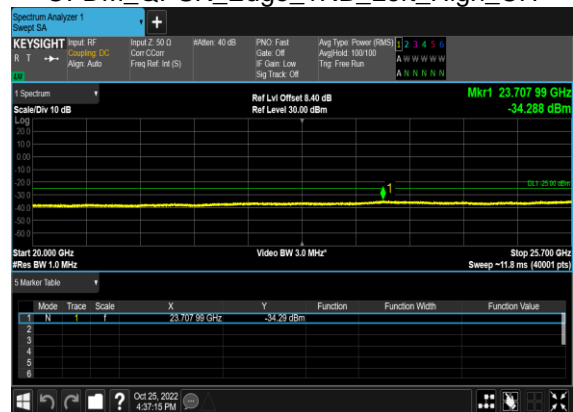 Spectrum Analyzer 1
Swept SA
+
KEYSIGHT Input: RF Input Z: 50 Ω #Atten: 40 dB PNO: Fast Avg Type: Power (RMS) 1 2 3 4 5 6
R T Coupling: DC Corr CCorr Gate: Off Avg|Hold: 100/100 A W W W W W
Align: Auto Freq Ref: Int (S) IF Gain: Low Trig: Free Run
LU Sig Track: Off A N N N N N
1 Spectrum Ref Lvl Offset 8.40 dB Mkr1 23.707 99 GHz
Scale/Div 10 dB Ref Level 30.00 dBm -34.288 dBm
Log
20.0
10.0
0.00
-10.0
-20.0 1 DL1 -25.00 dBm
-30.0
-40.0
-50.0
-60.0
Start 20.000 GHz Video BW 3.0 MHz* Stop 25.700 GHz
#Res BW 1.0 MHz Sweep ~11.8 ms (40001 pts)
5 Marker Table
Mode Trace Scale X Y Function Function Width Function Value
1 N 1 f 23.707 99 GHz -34.29 dBm
2
3
4
5
6
? Oct 25, 2022
4:37:15 PM